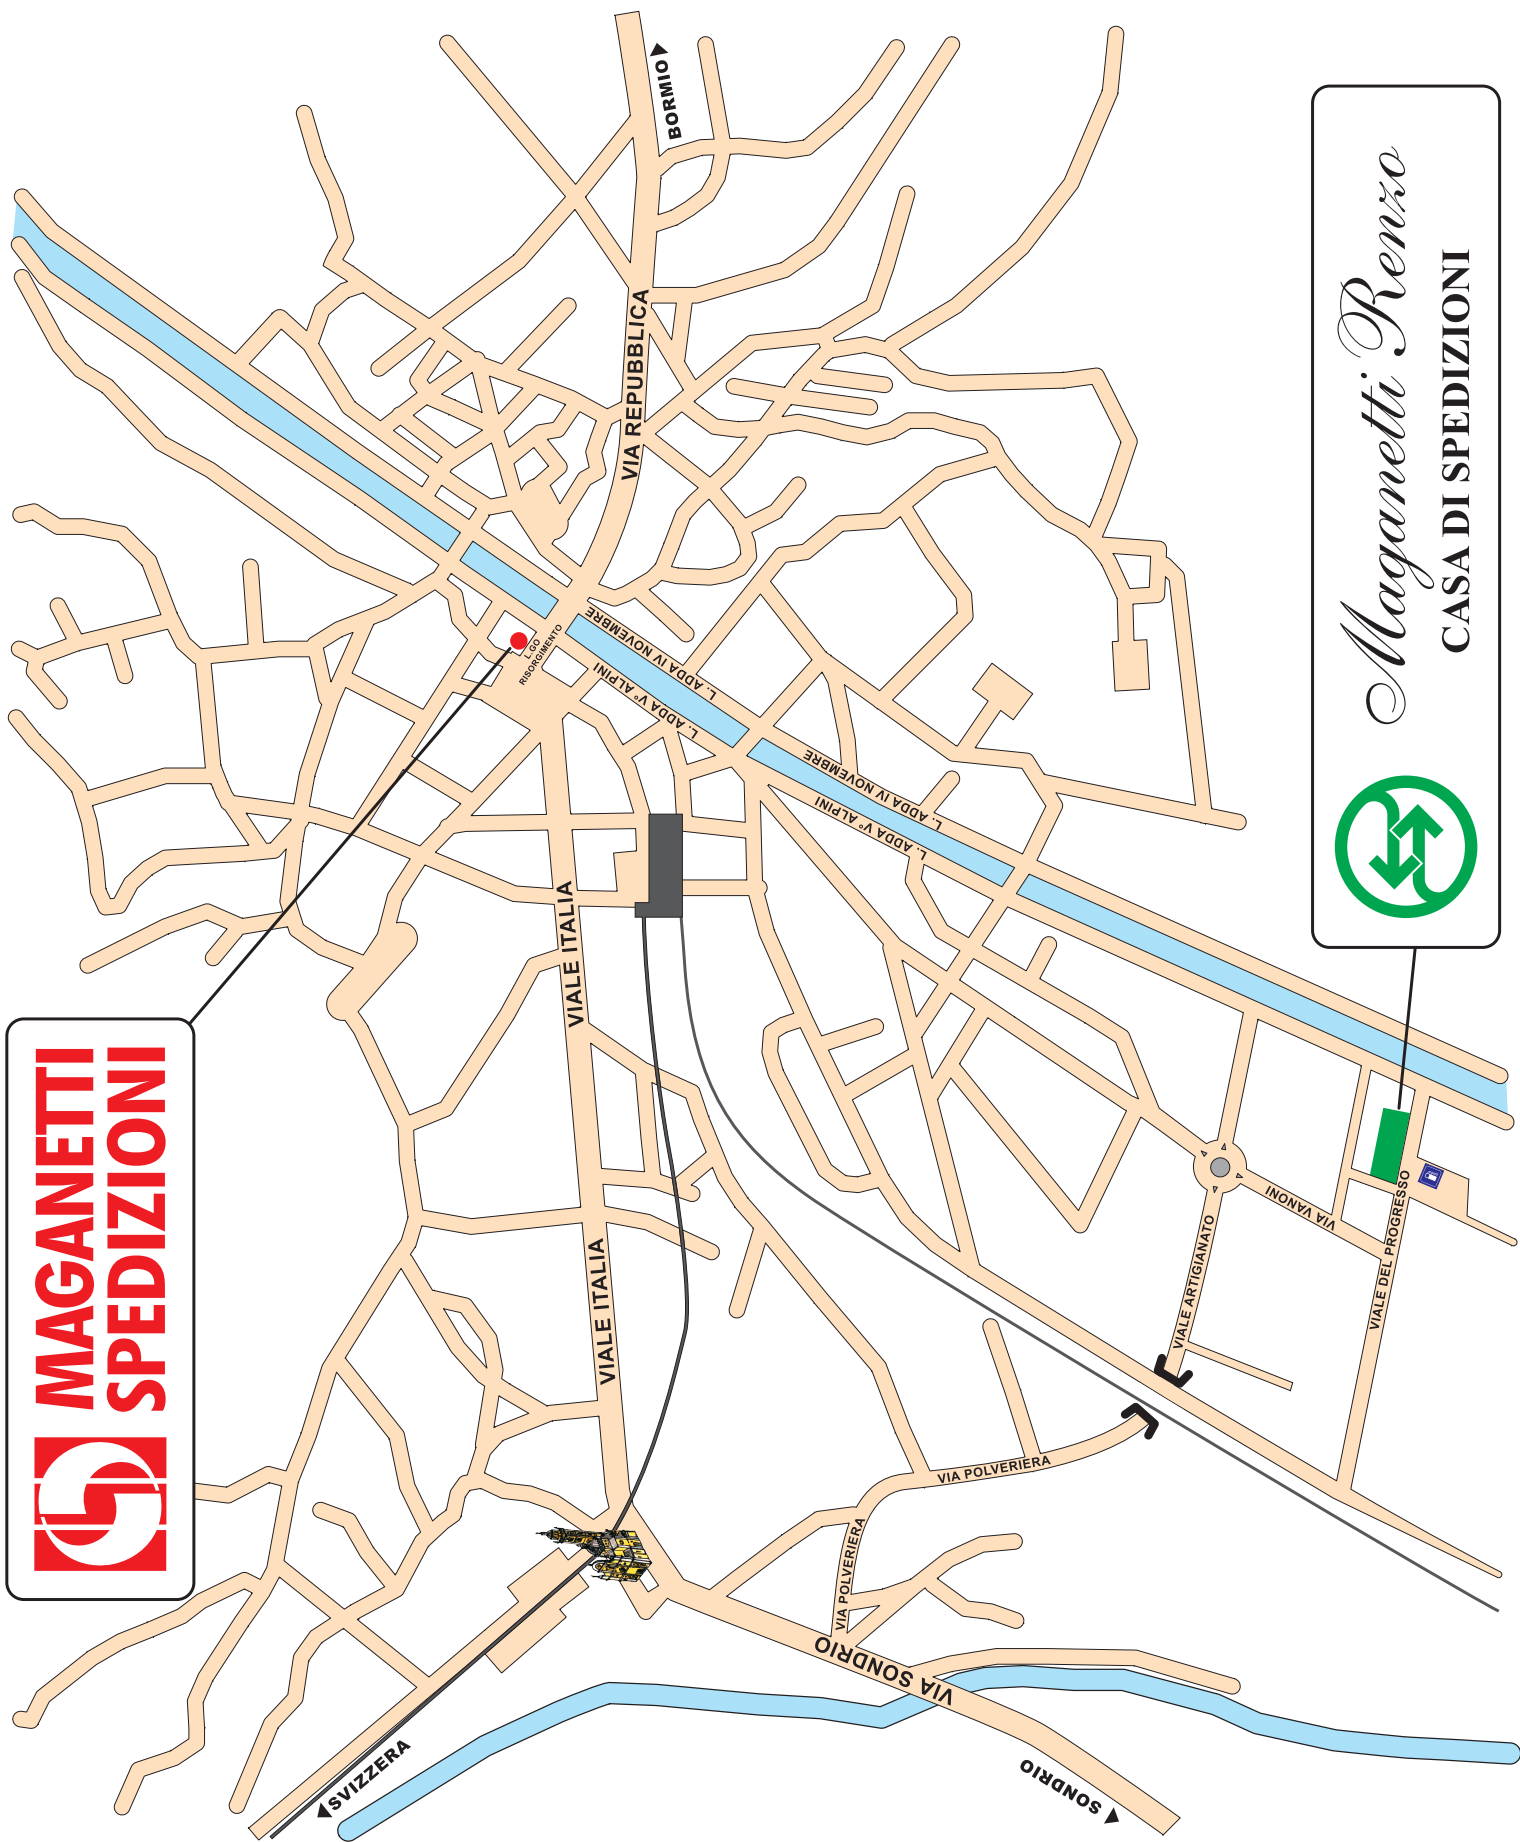 BORMIO
VIA REPUBBLICA
Maganetti Renzo
CASA DI SPEDIZIONI
L.GO
RISORGIMENTO
L. ADDA IV NOVEMBRE
L. ADDA V° ALPINI
L. ADDA IV NOVEMBRE
L. ADDA V° ALPINI
VIALE ITALIA
MAGANETTI
SPEDIZIONI
VIALE ITALIA
VIA VANONI
VIALE ARTIGIANATO
VIALE DEL PROGRESSO
VIA POLVERIERA
VIA POLVERIERA
VIA SONDRIO
SVIZZERA
SONDRIO